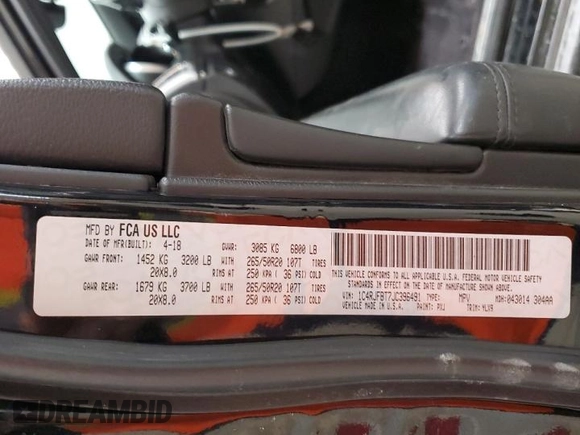 MFD BY FCA US LLC
DATE OF MFR(BUILT): 4-18 GVWR: 3085 KG 6800 LB
GAWR FRONT: 1452 KG 3200 LB WITH 265/50R20 107T TIRES
20X8.0 RIMS AT 250 KPA ( 36 PSI) COLD
GAWR REAR: 1679 KG 3700 LB WITH 265/50R20 107T TIRES
20X8.0 RIMS AT 250 KPA ( 36 PSI) COLD
THIS VEHICLE CONFORMS TO ALL APPLICABLE U.S.A. FEDERAL MOTOR VEHICLE SAFETY
STANDARDS IN EFFECT ON THE DATE OF MANUFACTURE SHOWN ABOVE.
VIN: 1C4RJFBT7JC396491 TYPE: MPV MDH: 043014 304AA
VEHICLE MADE IN U.S.A. PAINT: PXJ TRIM: YLX9
DREAMBID